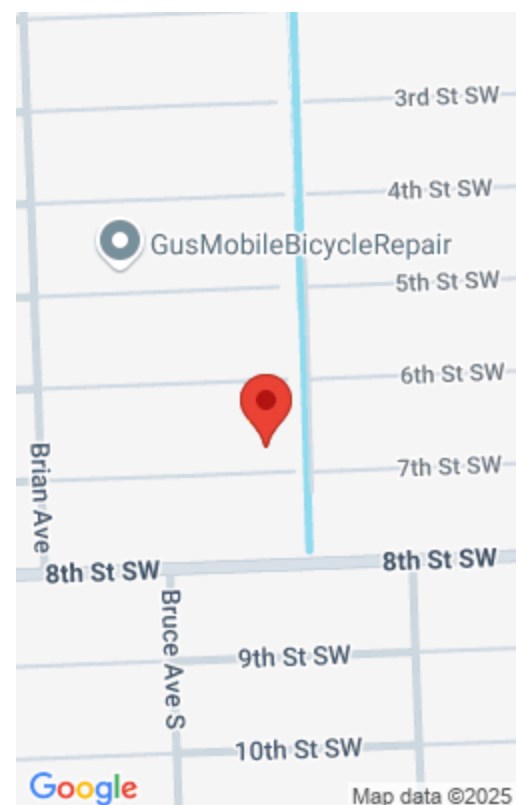 3rd St SW
4th St SW
GusMobileBicycleRepair
5th St SW
6th St SW
7th St SW
Brian Ave
8th St SW
8th St SW
Bruce Ave S
9th St SW
10th St SW
Google
Map data ©2025